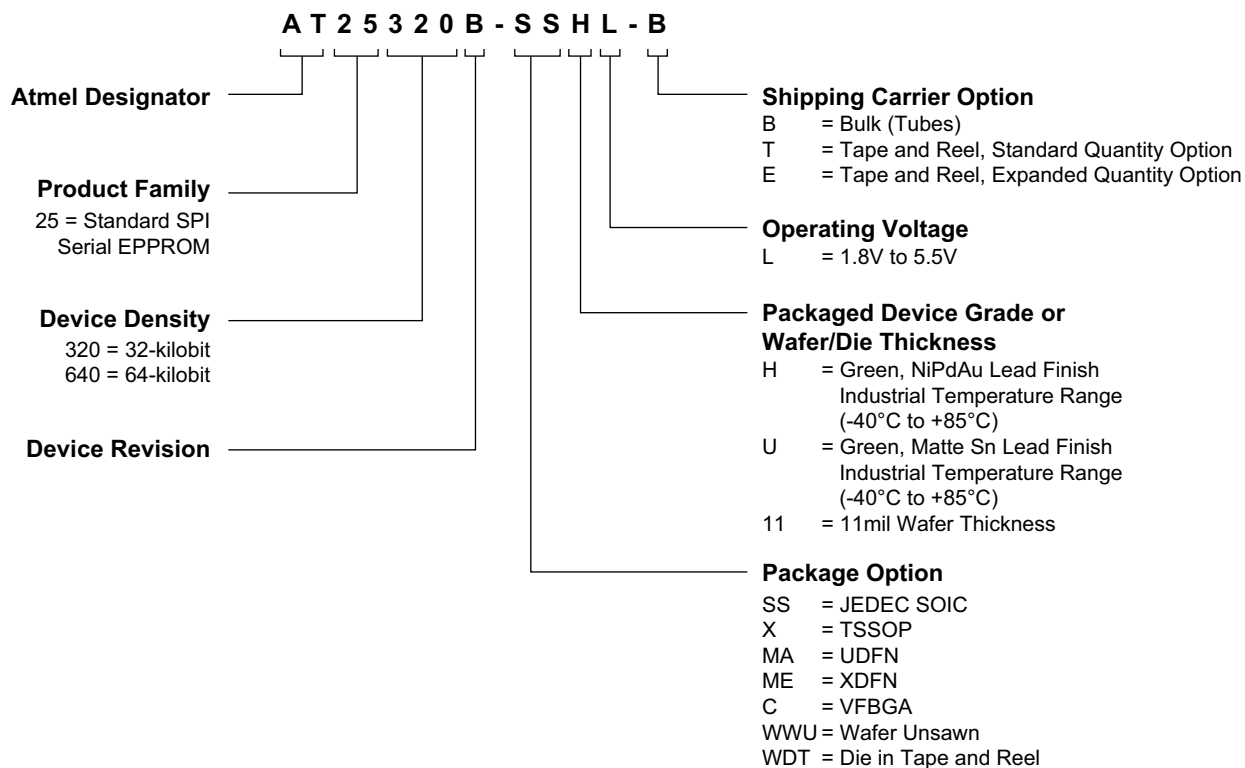 A T 2 5 3 2 0 B - S S H L - B
Atmel Designator
Product Family
25 = Standard SPI
Serial EPPROM
Device Density
320 = 32-kilobit
640 = 64-kilobit
Device Revision
Shipping Carrier Option
B = Bulk (Tubes)
T = Tape and Reel, Standard Quantity Option
E = Tape and Reel, Expanded Quantity Option
Operating Voltage
L = 1.8V to 5.5V
Packaged Device Grade or
Wafer/Die Thickness
H = Green, NiPdAu Lead Finish
Industrial Temperature Range
(-40°C to +85°C)
U = Green, Matte Sn Lead Finish
Industrial Temperature Range
(-40°C to +85°C)
11 = 11mil Wafer Thickness
Package Option
SS = JEDEC SOIC
X = TSSOP
MA = UDFN
ME = XDFN
C = VFBGA
WWU = Wafer Unsawn
WDT = Die in Tape and Reel